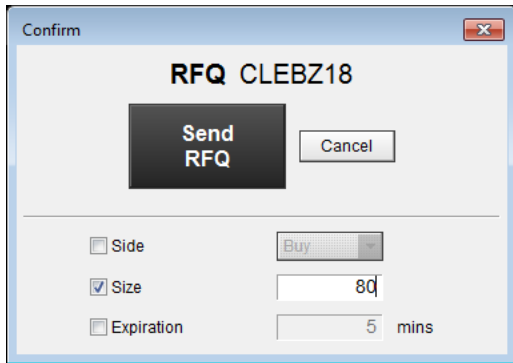 Confirm
RFQ CLEBZ18
Send
RFQ
Cancel
Side Buy
Size 80
Expiration 5 mins